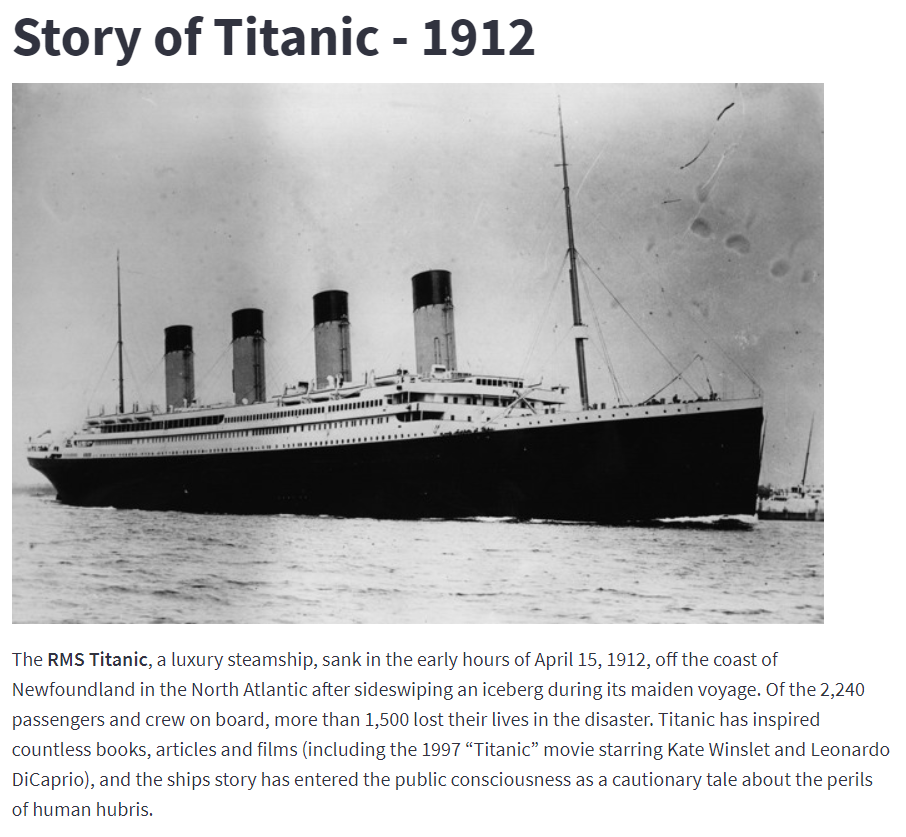 Story of Titanic - 1912
The RMS Titanic, a luxury steamship, sank in the early hours of April 15, 1912, off the coast of
Newfoundland in the North Atlantic after sideswiping an iceberg during its maiden voyage. Of the 2,240
passengers and crew on board, more than 1,500 lost their lives in the disaster. Titanic has inspired
countless books, articles and films (including the 1997 “Titanic” movie starring Kate Winslet and Leonardo
DiCaprio), and the ships story has entered the public consciousness as a cautionary tale about the perils
of human hubris.